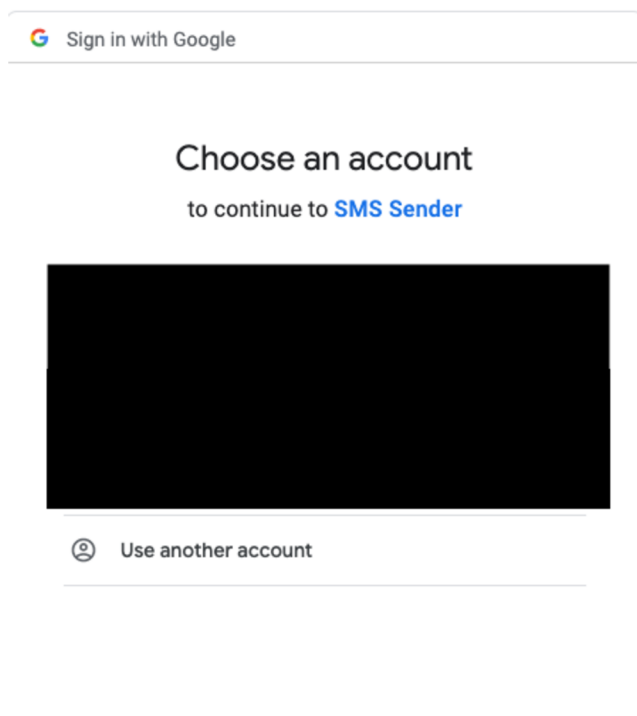 Sign in with Google
Choose an account
to continue to SMS Sender
Use another account